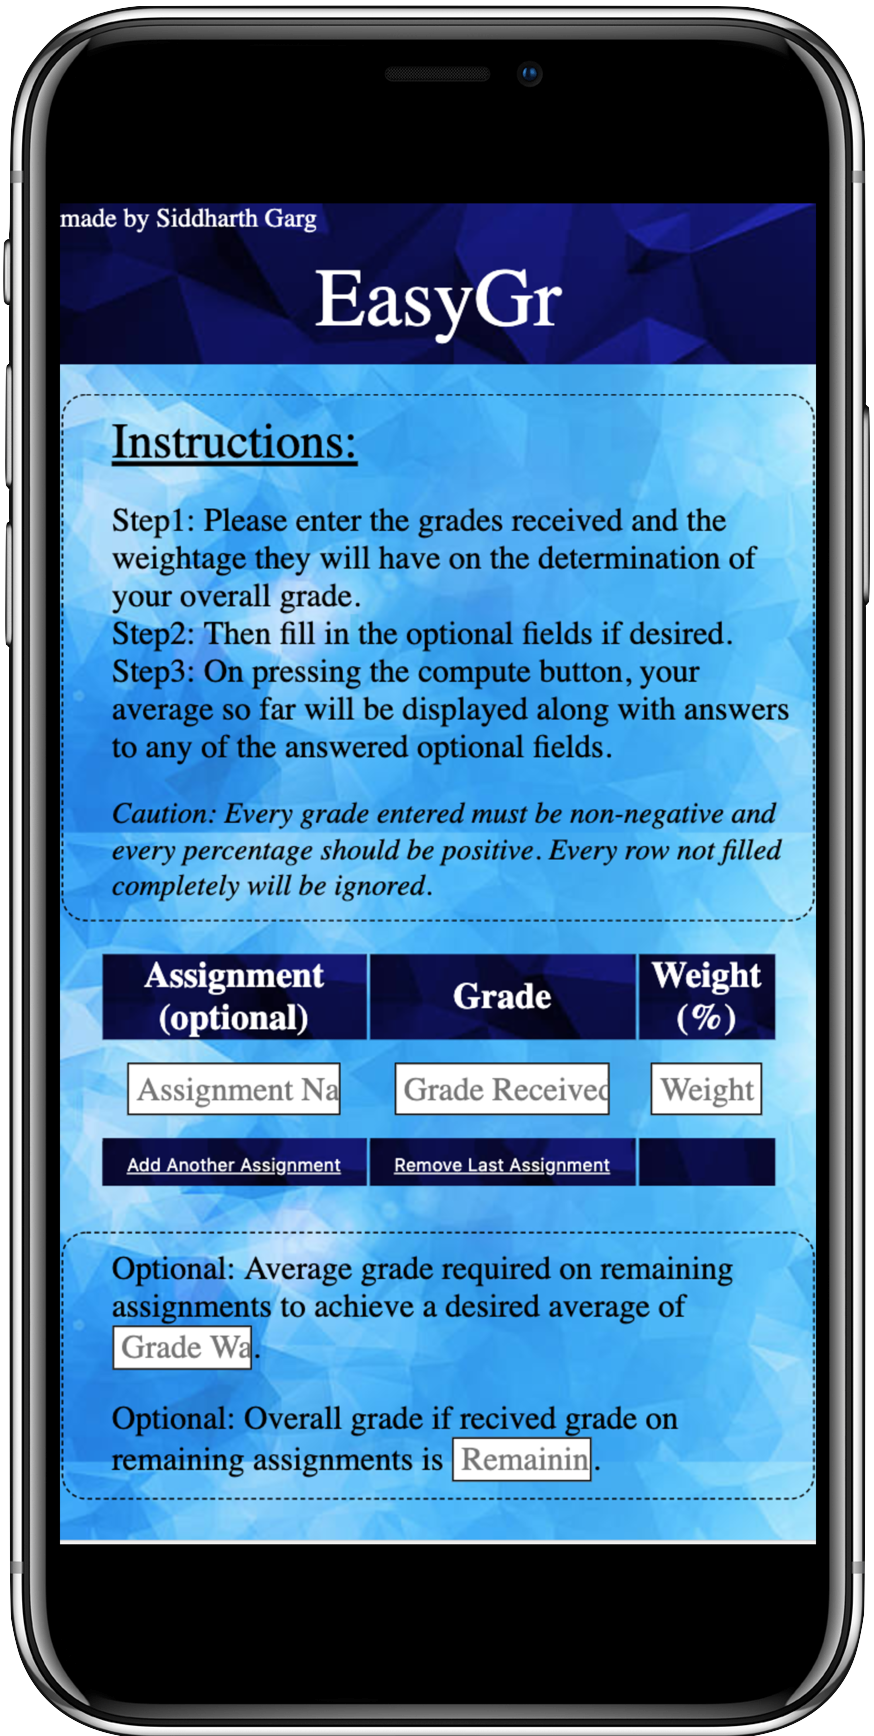 made by Siddharth Garg
EasyGr
Instructions:
Step1: Please enter the grades received and the
weightage they will have on the determination of
your overall grade.
Step2: Then fill in the optional fields if desired.
Step3: On pressing the compute button, your
average so far will be displayed along with answers
to any of the answered optional fields.
Caution: Every grade entered must be non-negative and
every percentage should be positive. Every row not filled
completely will be ignored.
Assignment
(optional)
Grade
Weight
(%)
Assignment Na
Grade Received
Weight
Add Another Assignment
Remove Last Assignment
Optional: Average grade required on remaining
assignments to achieve a desired average of
Grade Wa.
Optional: Overall grade if recived grade on
remaining assignments is Remainin.